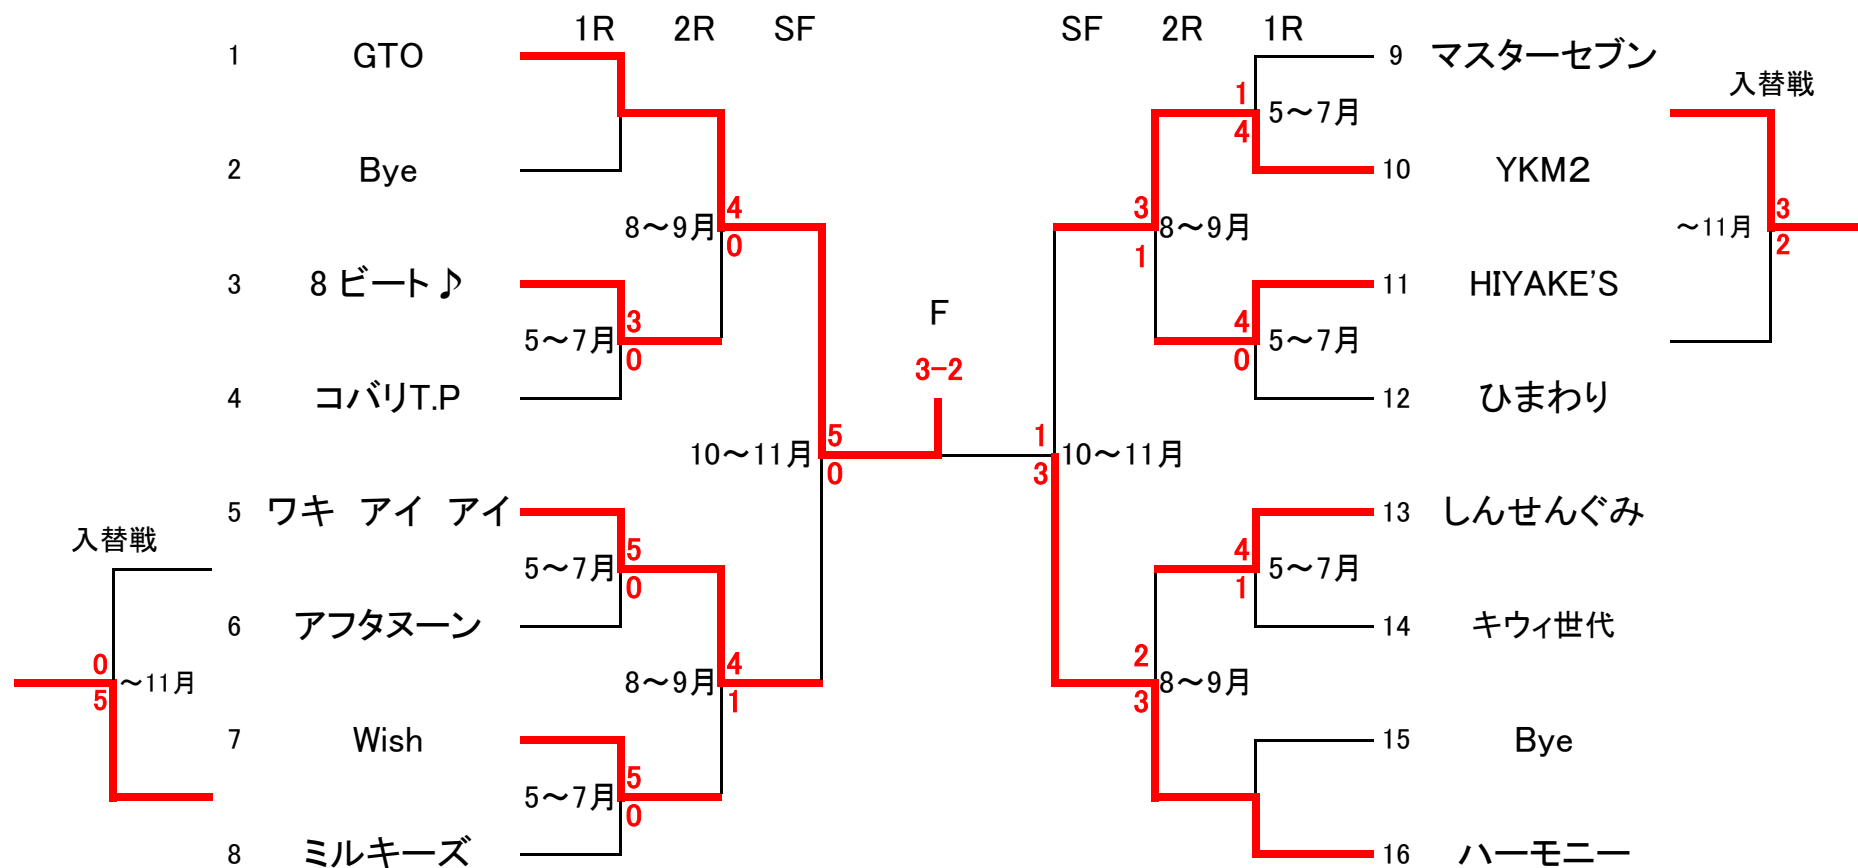 1R 2R SF SF 2R 1R
1 GTO 9 マスターセブン
入替戦
1 5～7月
4
2 Bye 10 YKM2
4 3 3
8～9月 8～9月 ～11月
0 1 2
3 8 ビート♪ 11 HIYAKE'S
F
3 4
5～7月 5～7月
0 0
3-2
4 コバリT.P 12 ひまわり
5 1
10～11月 10～11月
0 3
5 ワキ アイ アイ 13 しんせんぐみ
入替戦
5 4
5～7月 5～7月
0 1
6 アフタヌーン 14 キウィ世代
0 4 2
～11月 8～9月 8～9月
5 1 3
7 Wish 15 Bye
5
5～7月
0
8 ミルキーズ 16 ハーモニー